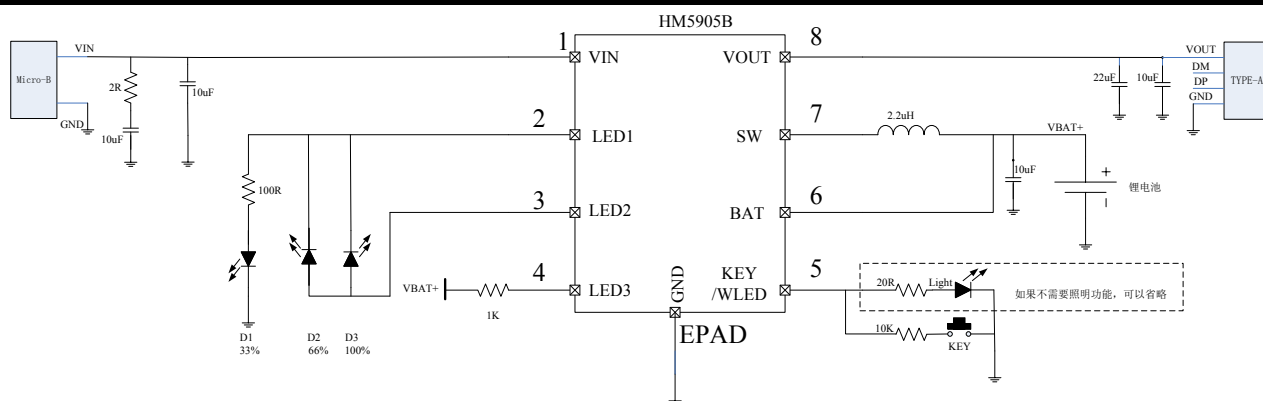 HM5905B
Micro-B
VIN
GND
2R
10uF
10uF
1
VIN
2
LED1
3
LED2
4
LED3
100R
D1
33%
D2
66%
D3
100%
VBAT+
1K
GND
EPAD
8
VOUT
7
SW
6
BAT
5
KEY
/WLED
22uF
10uF
VOUT
DM
DP
GND
TYPE-A
2.2uH
10uF
VBAT+
+
锂电池
20R
Light
如果不需要照明功能，可以省略
10K
KEY